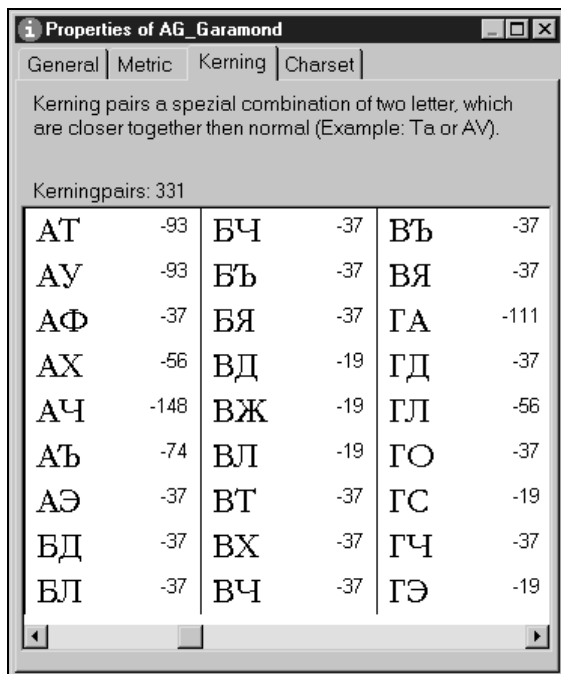 Properties of AG_Garamond
General Metric Kerning Charset
Kerning pairs a spezial combination of two letter, which
are closer together then normal (Example: Ta or AV).
Kerningpairs: 331
АТ -93 БЧ -37 ВЪ -37
АУ -93 БЪ -37 ВЯ -37
АФ -37 БЯ -37 ГА -111
АХ -56 ВД -19 ГД -37
АЧ -148 ВЖ -19 ГЛ -56
АЪ -74 ВЛ -19 ГО -37
АЭ -37 ВТ -37 ГС -19
БД -37 ВХ -37 ГЧ -37
БЛ -37 ВЧ -37 ГЭ -19